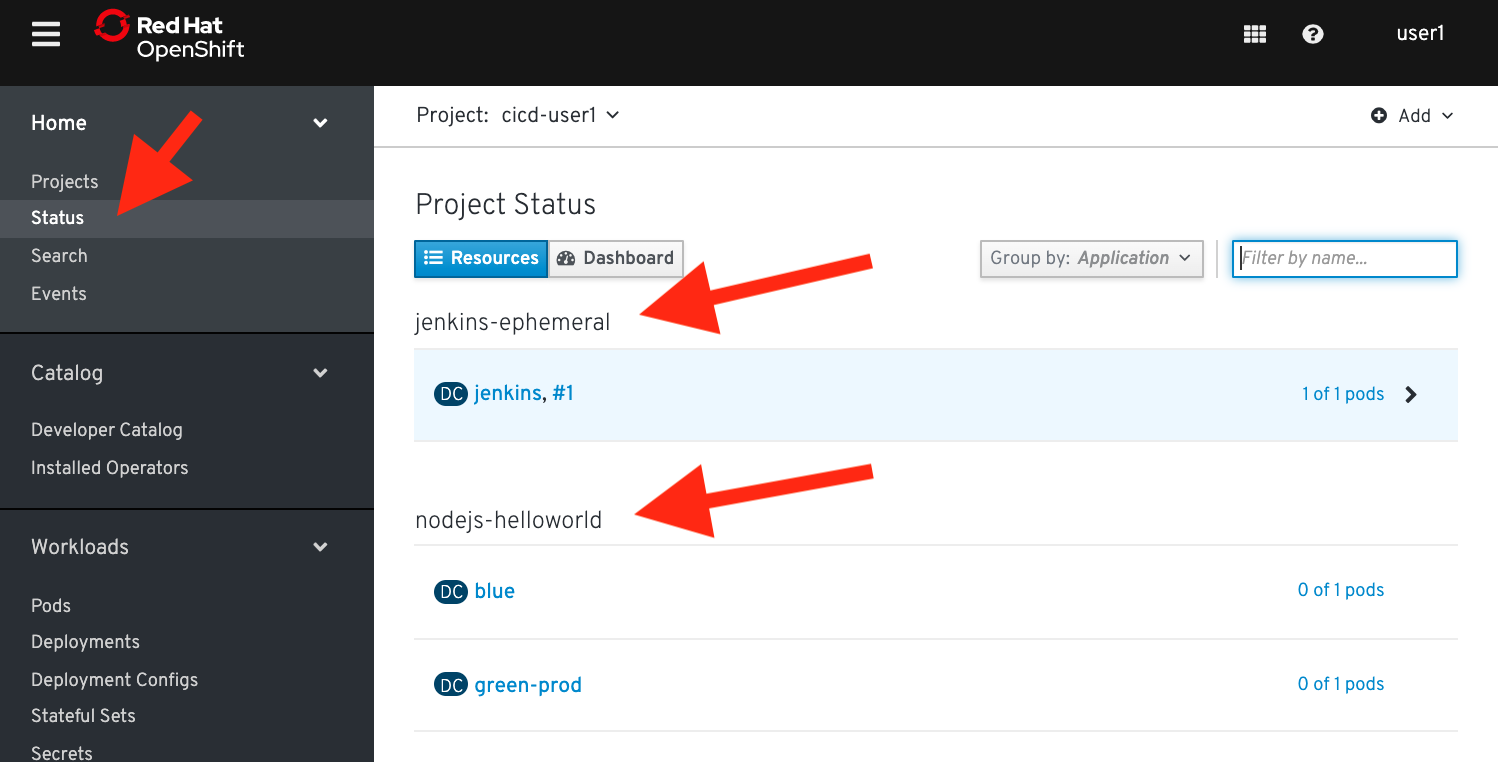 Red Hat
OpenShift
user1
Home
Projects
Status
Search
Events
Catalog
Developer Catalog
Installed Operators
Workloads
Pods
Deployments
Deployment Configs
Stateful Sets
Secrets
Project: cicd-user1
Add
Project Status
Resources
Dashboard
Group by: Application
Filter by name...
jenkins-ephemeral
DC jenkins, #1
1 of 1 pods
nodejs-helloworld
DC blue
0 of 1 pods
DC green-prod
0 of 1 pods